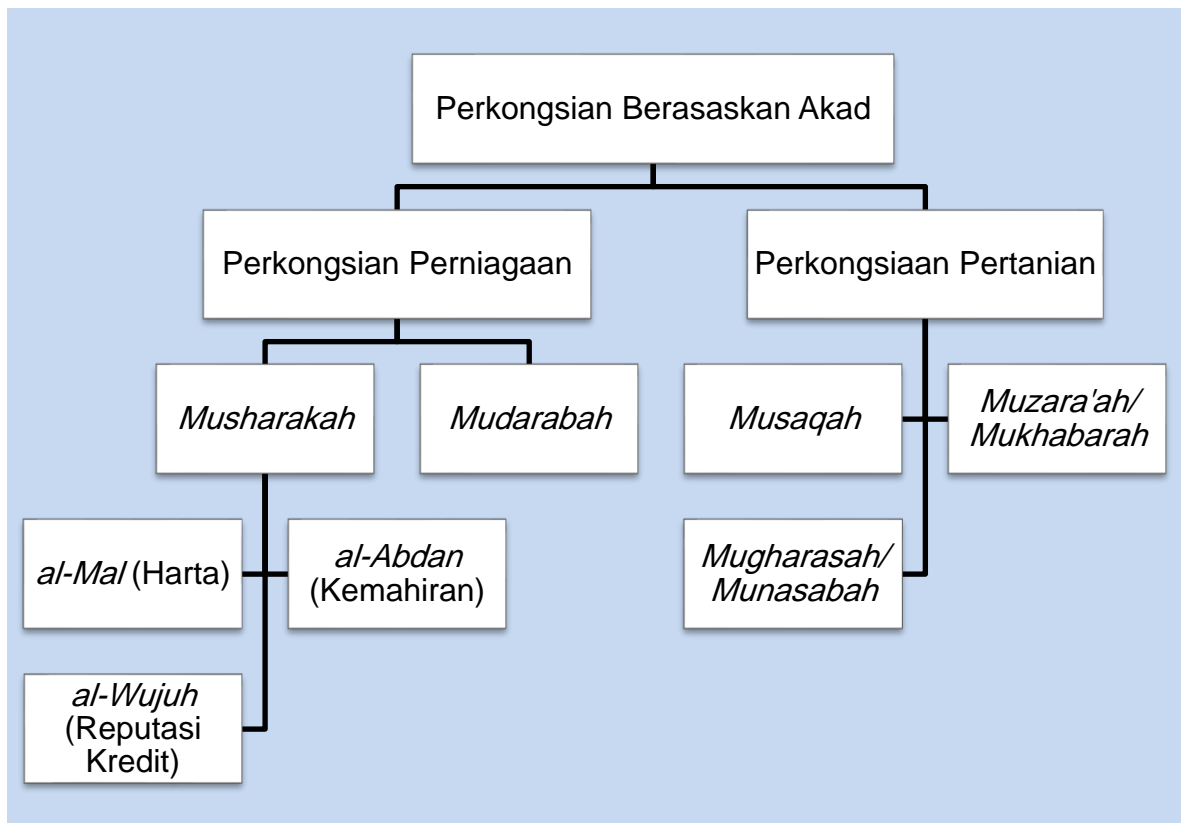 Perkongsian Berasaskan Akad
Perkongsian Perniagaan
Perkongsiaan Pertanian
Musharakah
Mudarabah
Musaqah
Muzara'ah/
Mukhabarah
al-Mal (Harta)
al-Abdan
(Kemahiran)
Mugharasah/
Munasabah
al-Wujuh
(Reputasi
Kredit)